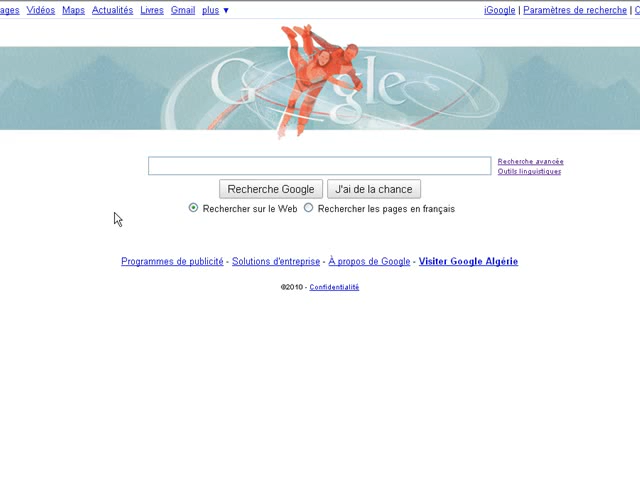 ages Vidéos Maps Actualités Livres Gmail plus ▼ iGoogle | Paramètres de recherche |
Google
Recherche avancée
Outils linguistiques
Recherche Google J'ai de la chance
Rechercher sur le Web Rechercher les pages en français
Programmes de publicité - Solutions d'entreprise - À propos de Google - Visiter Google Algérie
©2010 - Confidentialité